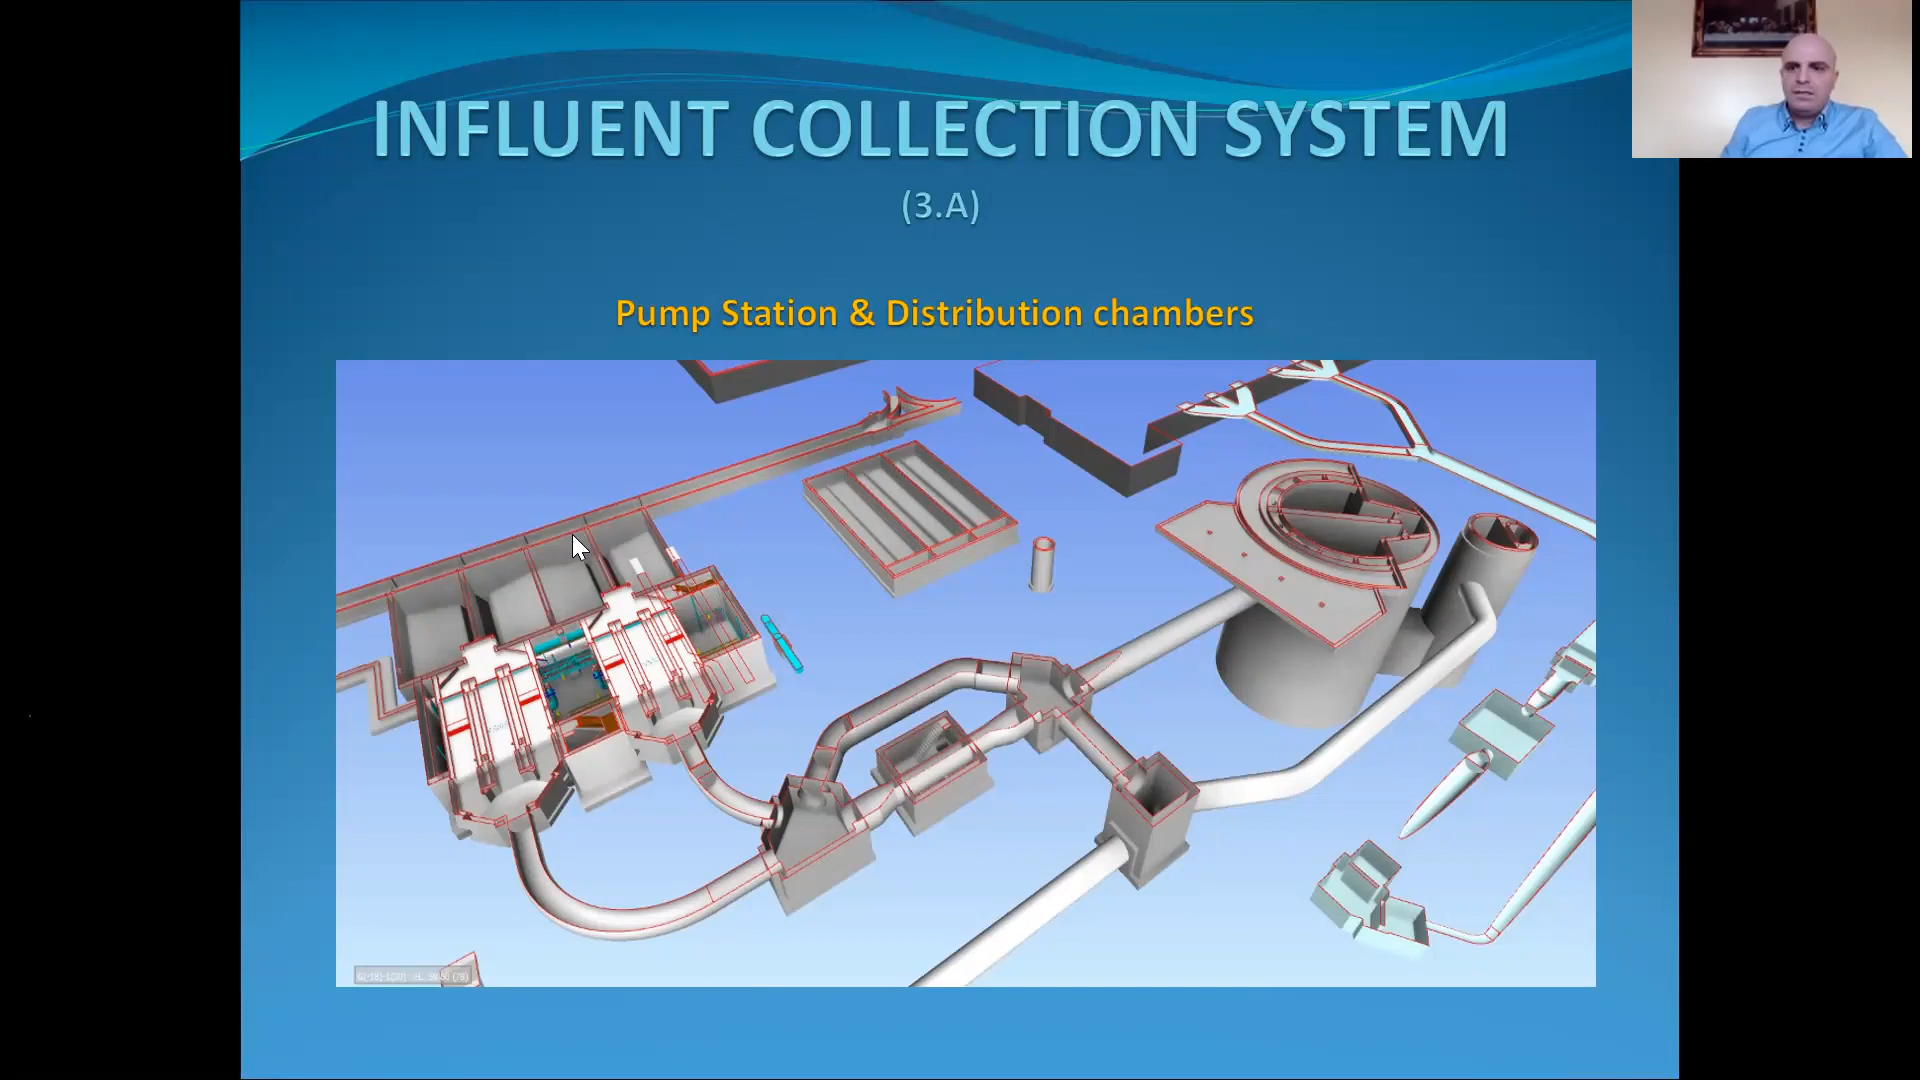 INFLUENT COLLECTION SYSTEM
(3.A)
Pump Station & Distribution chambers